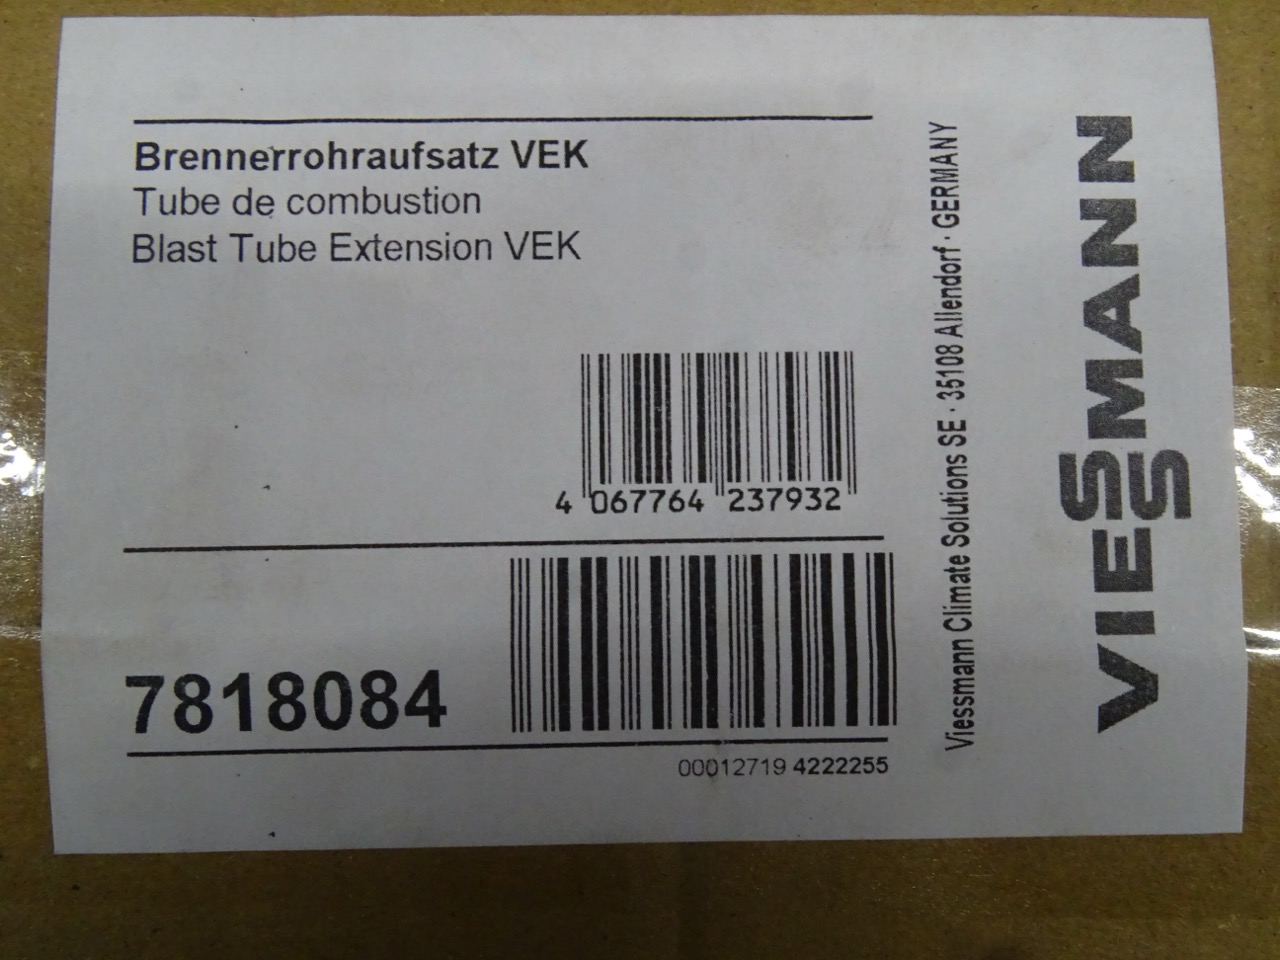 Brennerrohraufsatz VEK
Tube de combustion
Blast Tube Extension VEK
4 067764 237932
7818084
00012719 4222255
Viessmann Climate Solutions SE · 35108 Allendorf · GERMANY
VIESSMANN